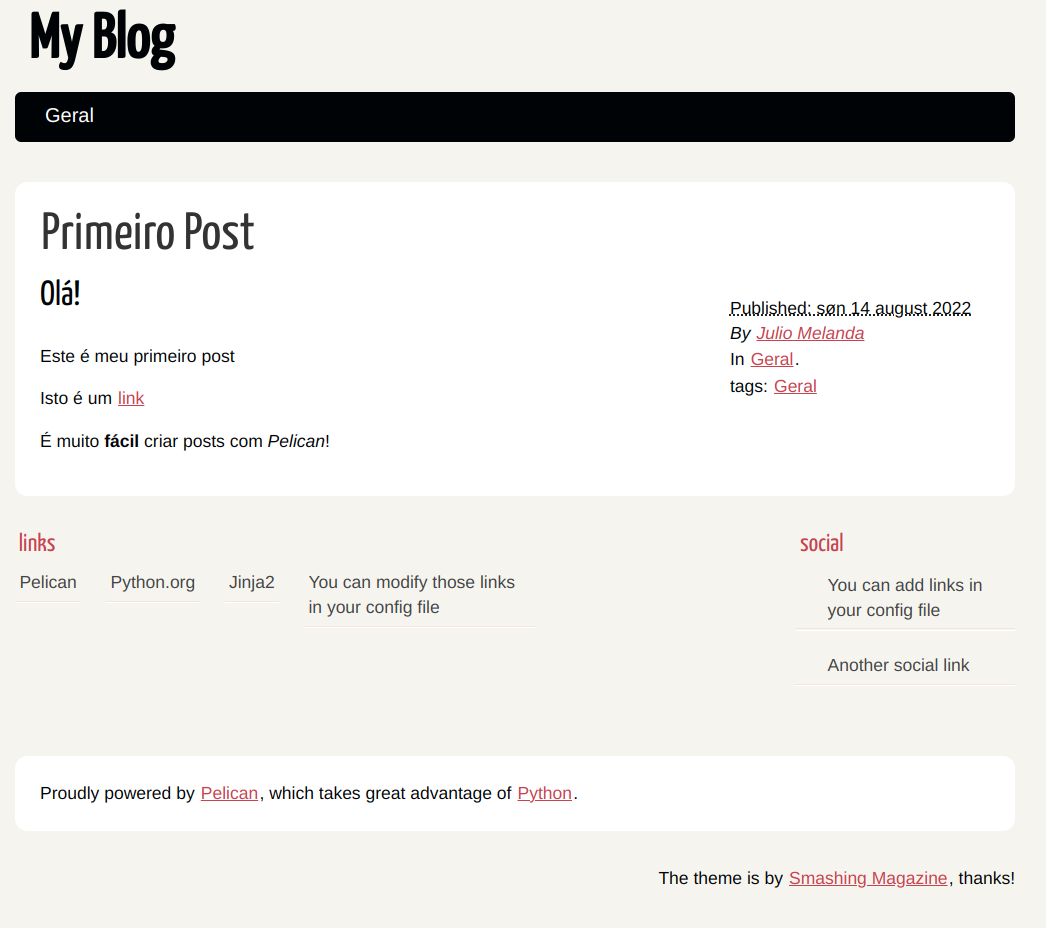 My Blog
Geral
Primeiro Post
Olá!
Published: søn 14 august 2022
By Julio Melanda
In Geral.
tags: Geral
Este é meu primeiro post
Isto é um link
É muito fácil criar posts com Pelican!
links
Pelican Python.org Jinja2 You can modify those links
in your config file
social
You can add links in
your config file
Another social link
Proudly powered by Pelican, which takes great advantage of Python.
The theme is by Smashing Magazine, thanks!